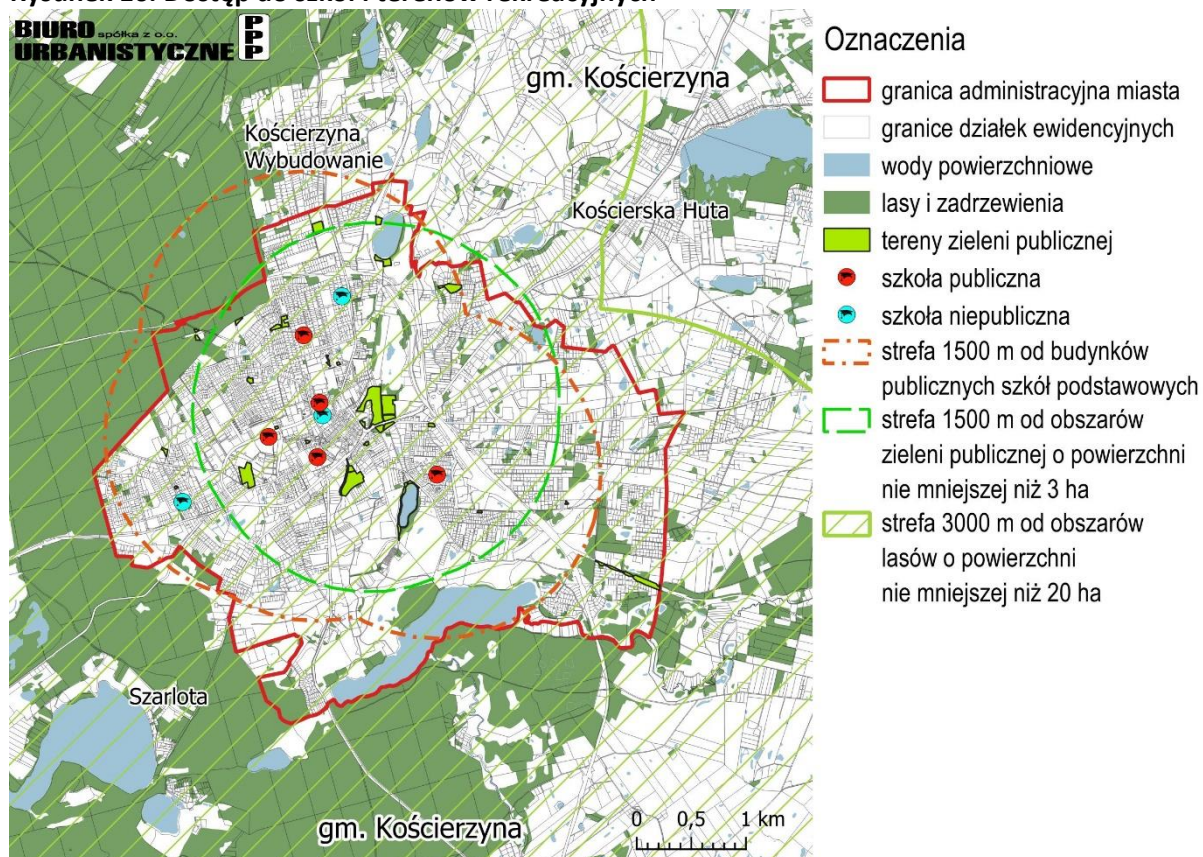 BIURO spółka z o.o.
URBANISTYCZNE
PPP
gm. Kościerzyna
Kościerzyna
Wybudowanie
Kościerska Huta
Szarlota
gm. Kościerzyna
0 0,5 1 km
Oznaczenia
granica administracyjna miasta
granice działek ewidencyjnych
wody powierzchniowe
lasy i zadrzewienia
tereny zieleni publicznej
szkoła publiczna
szkoła niepubliczna
strefa 1500 m od budynków
publicznych szkół podstawowych
strefa 1500 m od obszarów
zieleni publicznej o powierzchni
nie mniejszej niż 3 ha
strefa 3000 m od obszarów
lasów o powierzchni
nie mniejszej niż 20 ha